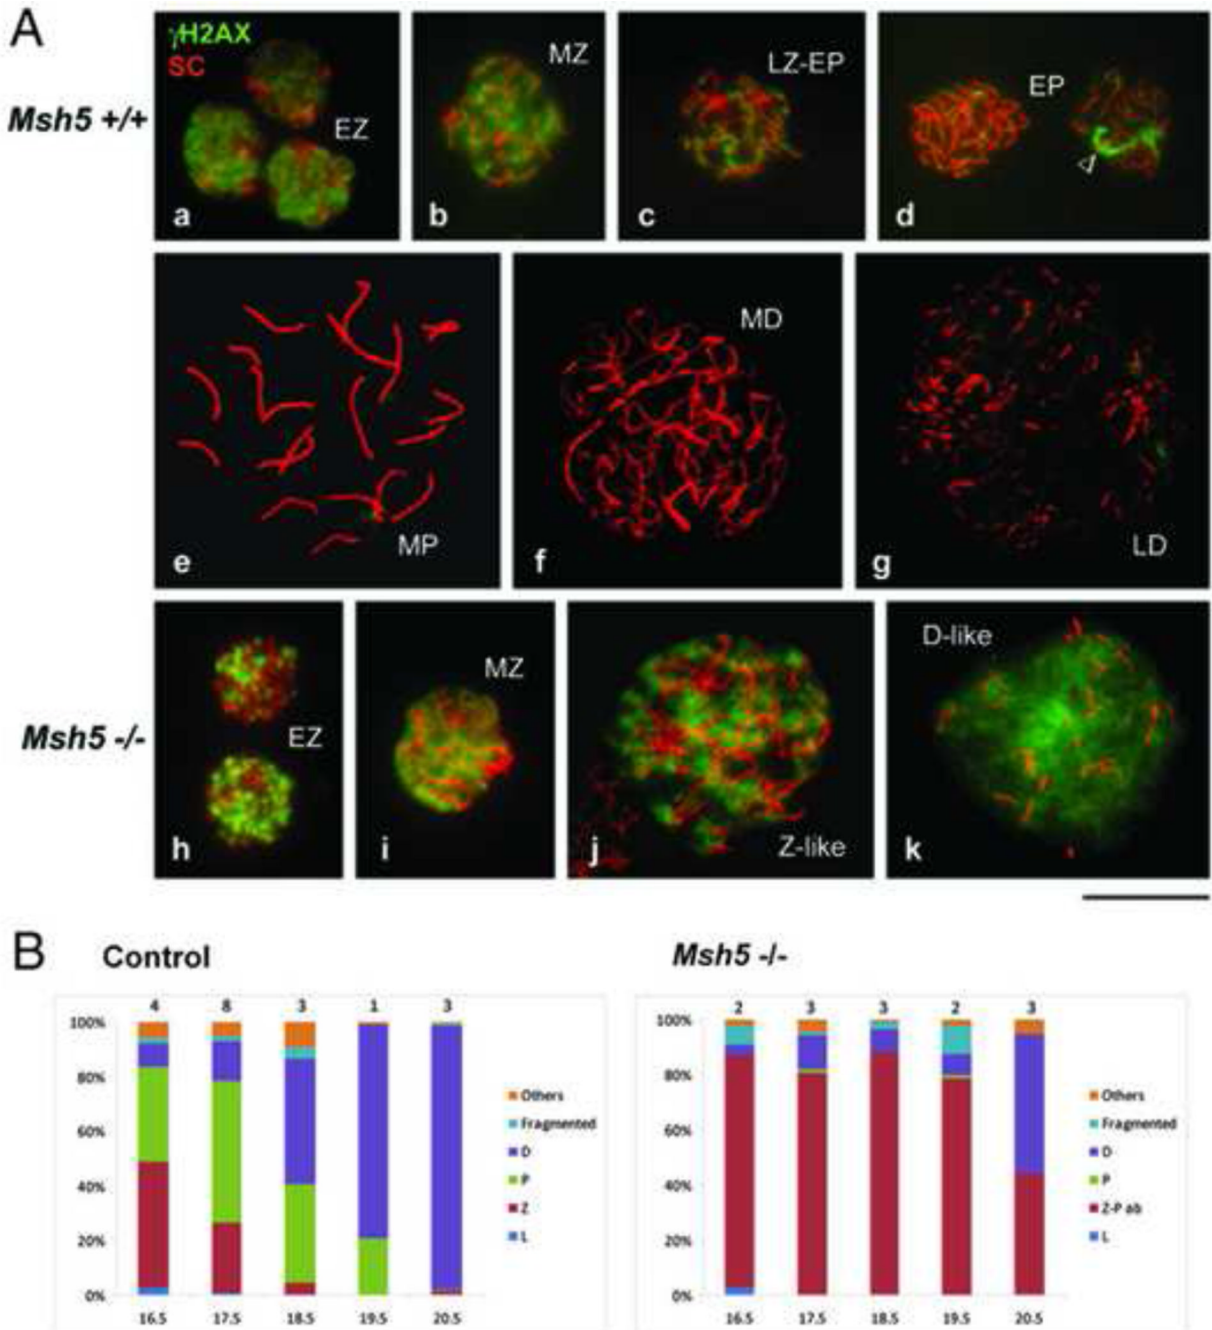 A
γH2AX
SC
Msh5 +/+
EZ
a
MZ
b
LZ-EP
c
EP
d
MP
e
MD
f
LD
g
Msh5 -/-
EZ
h
MZ
i
Z-like
j
D-like
k
B
Control
4 8 3 1 3
100%
80%
60%
40%
20%
0%
16.5 17.5 18.5 19.5 20.5
Others
Fragmented
D
P
Z
L
Msh5 -/-
2 3 3 2 3
100%
80%
60%
40%
20%
0%
16.5 17.5 18.5 19.5 20.5
Others
Fragmented
D
P
Z-P ab
L